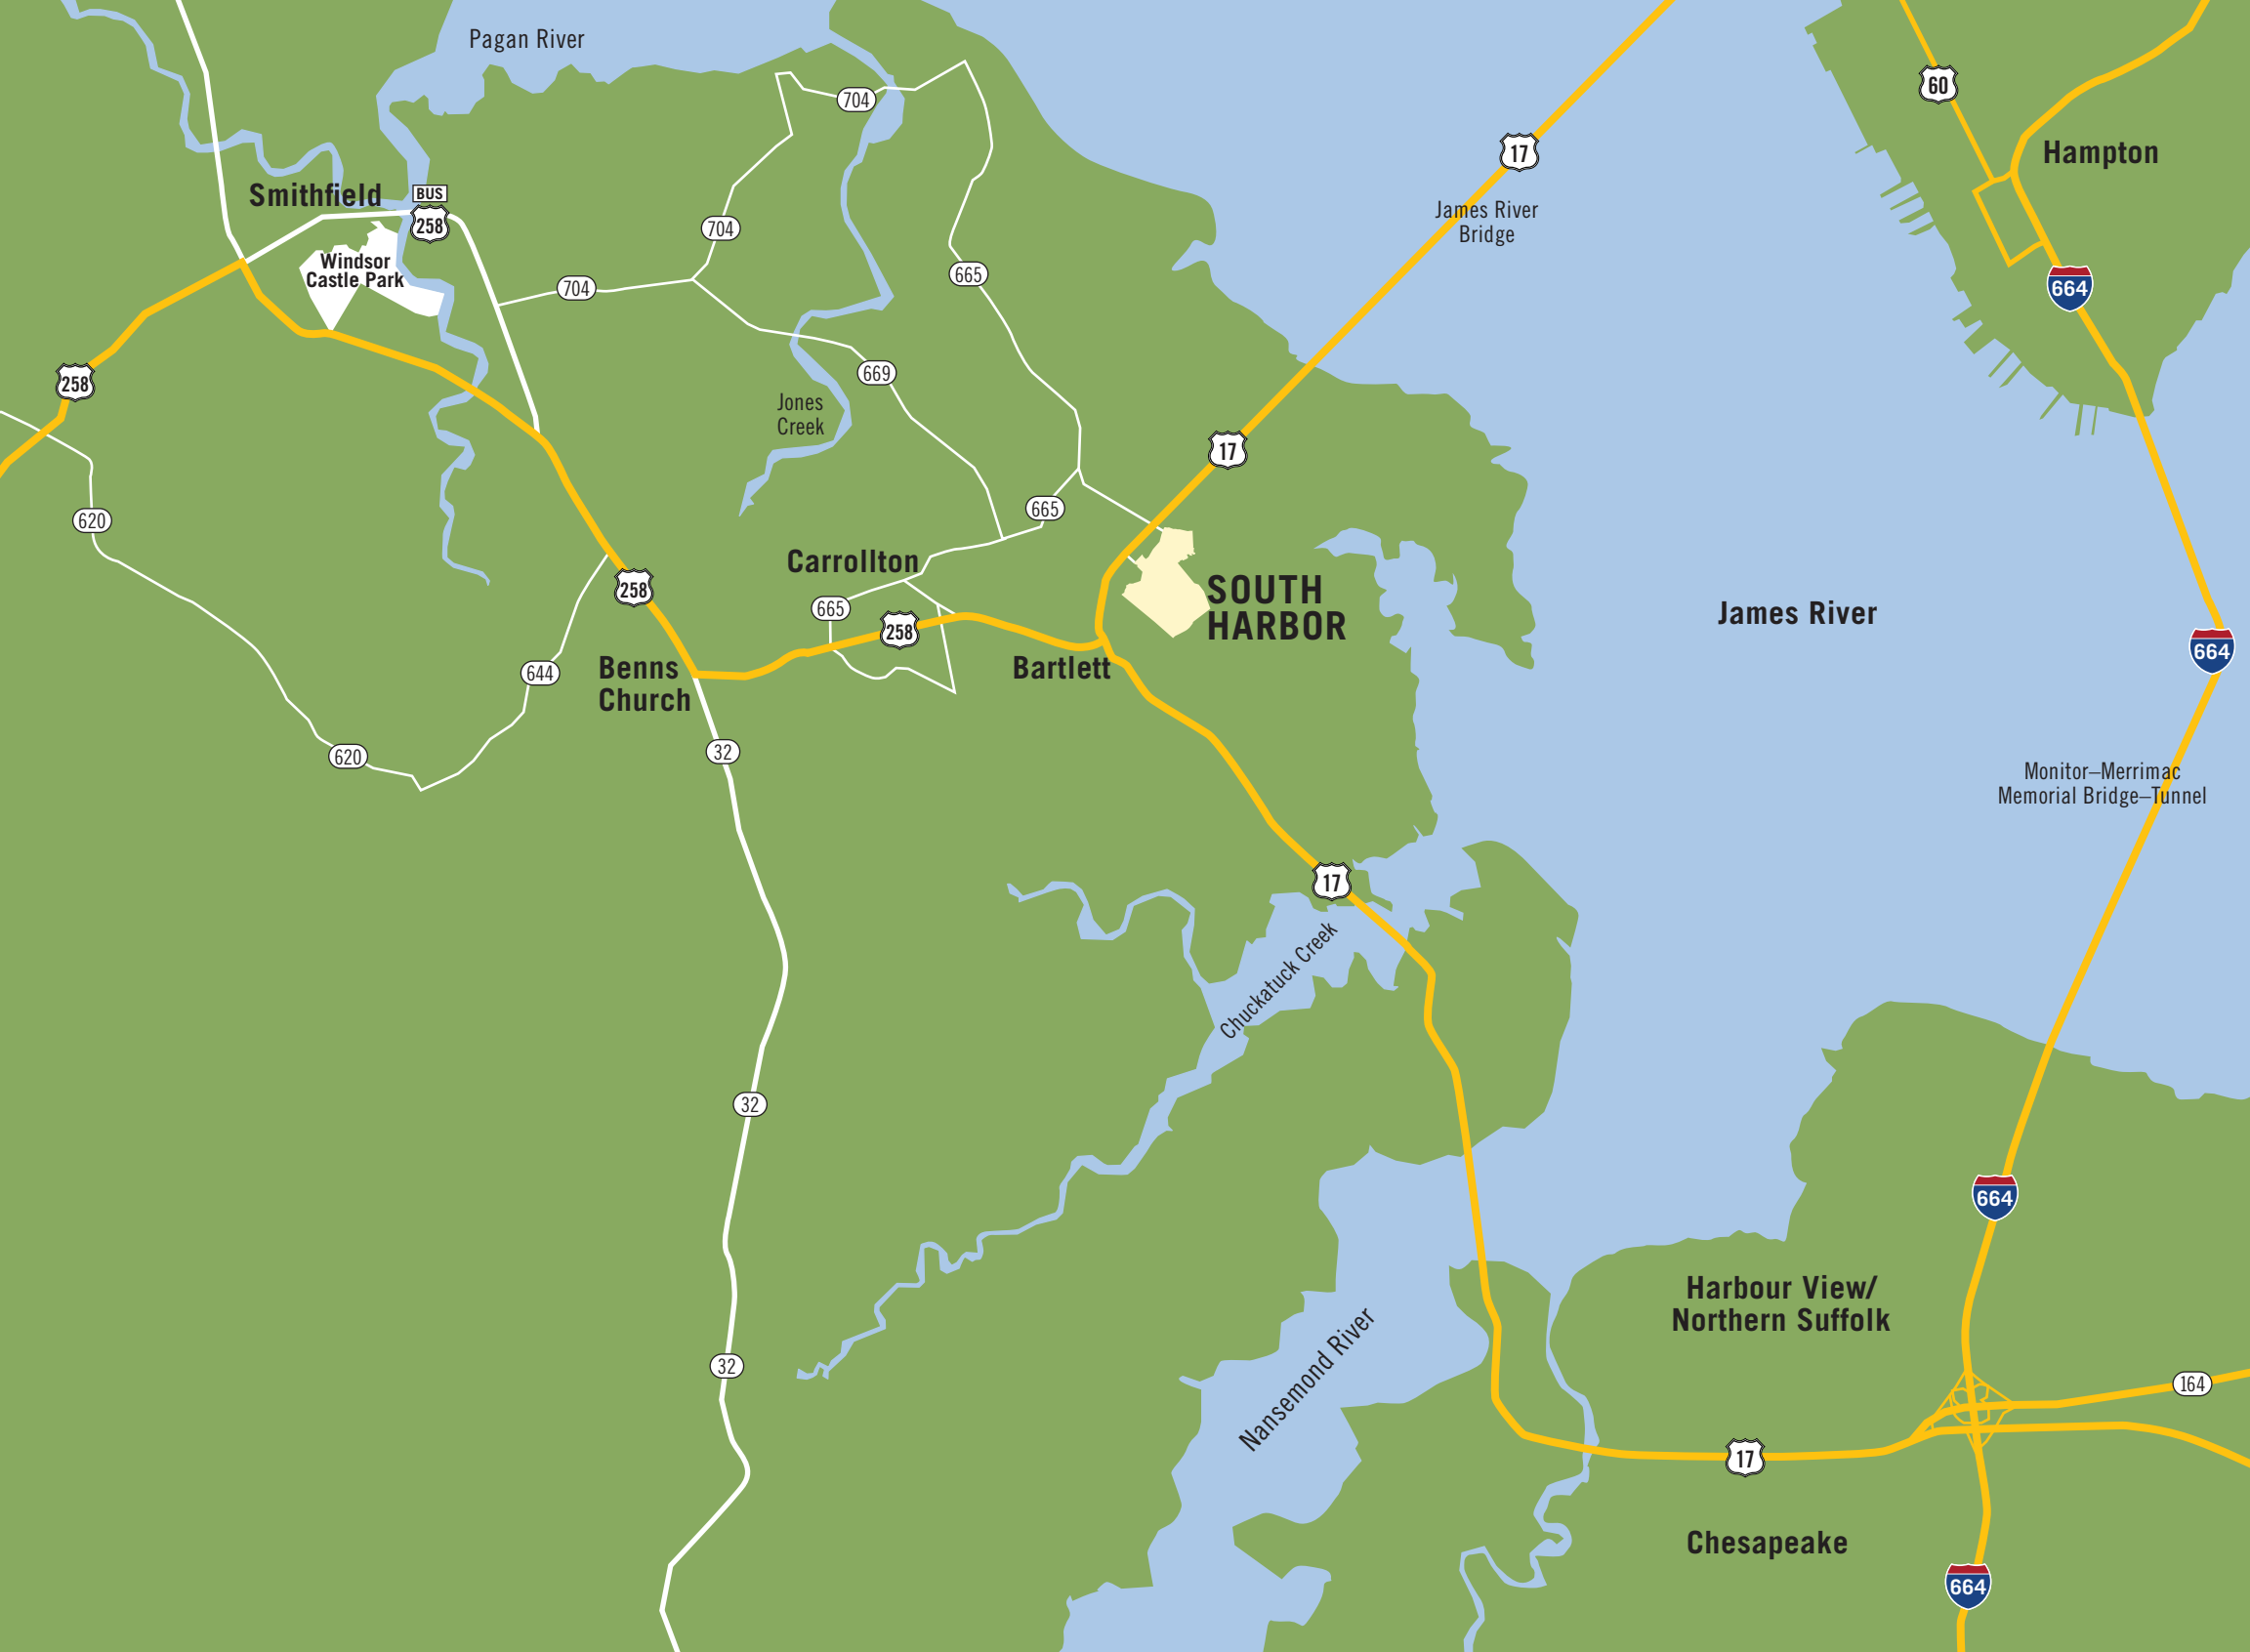 Pagan River
60
704
17
Hampton
Smithfield
BUS
258
James River
Bridge
704
Windsor
Castle Park
665
704
664
258
669
Jones
Creek
17
665
620
Carrollton
258
SOUTH
HARBOR
665
258
James River
664
Benns
Church
Bartlett
644
32
620
Monitor–Merrimac
Memorial Bridge–Tunnel
17
Chuckatuck Creek
32
664
Harbour View/
Northern Suffolk
Nansemond River
32
164
17
Chesapeake
664